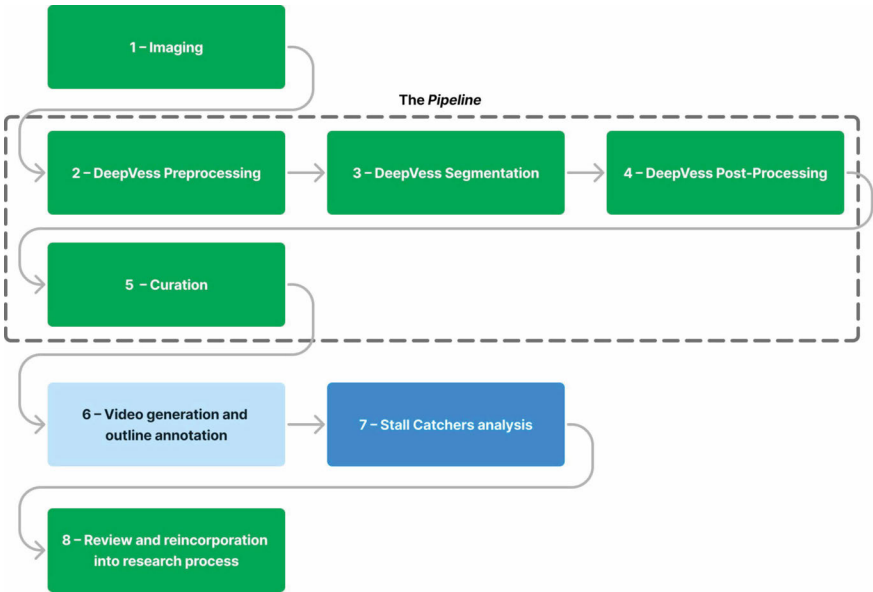 1 – Imaging
The Pipeline
2 – DeepVess Preprocessing
3 – DeepVess Segmentation
4 – DeepVess Post-Processing
5 – Curation
6 – Video generation and
outline annotation
7 – Stall Catchers analysis
8 – Review and reincorporation
into research process